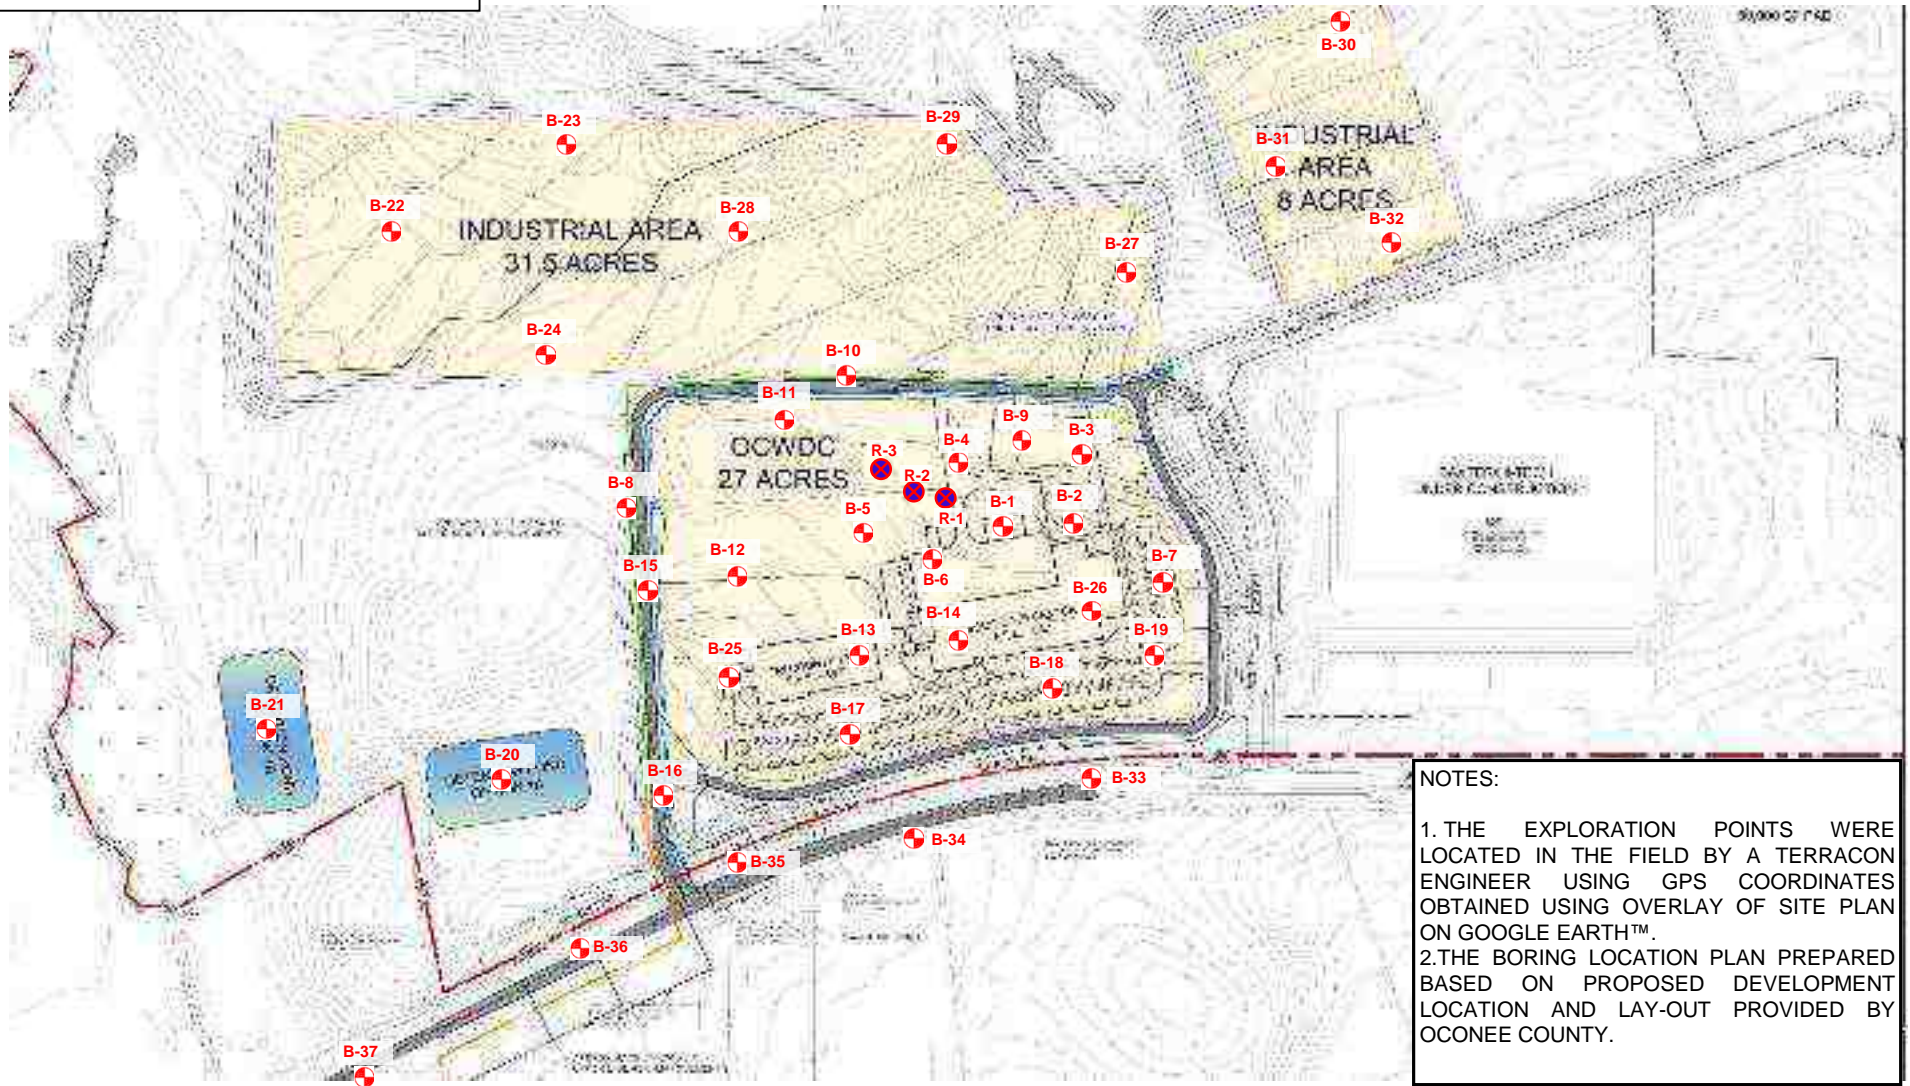 B-30
B-23
B-29
B-31
INDUSTRIAL
AREA
8 ACRES
B-22
B-28
B-32
INDUSTRIAL AREA
31.5 ACRES
B-27
B-24
B-10
B-11
B-9
B-3
B-4
OCWDC
27 ACRES
R-3
R-2
R-1
B-8
B-5
B-1
B-2
B-12
B-15
B-6
B-7
B-26
B-14
B-13
B-19
B-25
B-18
B-21
B-17
B-20
B-16
B-33
B-34
B-35
B-36
B-37
NOTES:
1. THE EXPLORATION POINTS WERE
LOCATED IN THE FIELD BY A TERRACON
ENGINEER USING GPS COORDINATES
OBTAINED USING OVERLAY OF SITE PLAN
ON GOOGLE EARTH™.
2.THE BORING LOCATION PLAN PREPARED
BASED ON PROPOSED DEVELOPMENT
LOCATION AND LAY-OUT PROVIDED BY
OCONEE COUNTY.